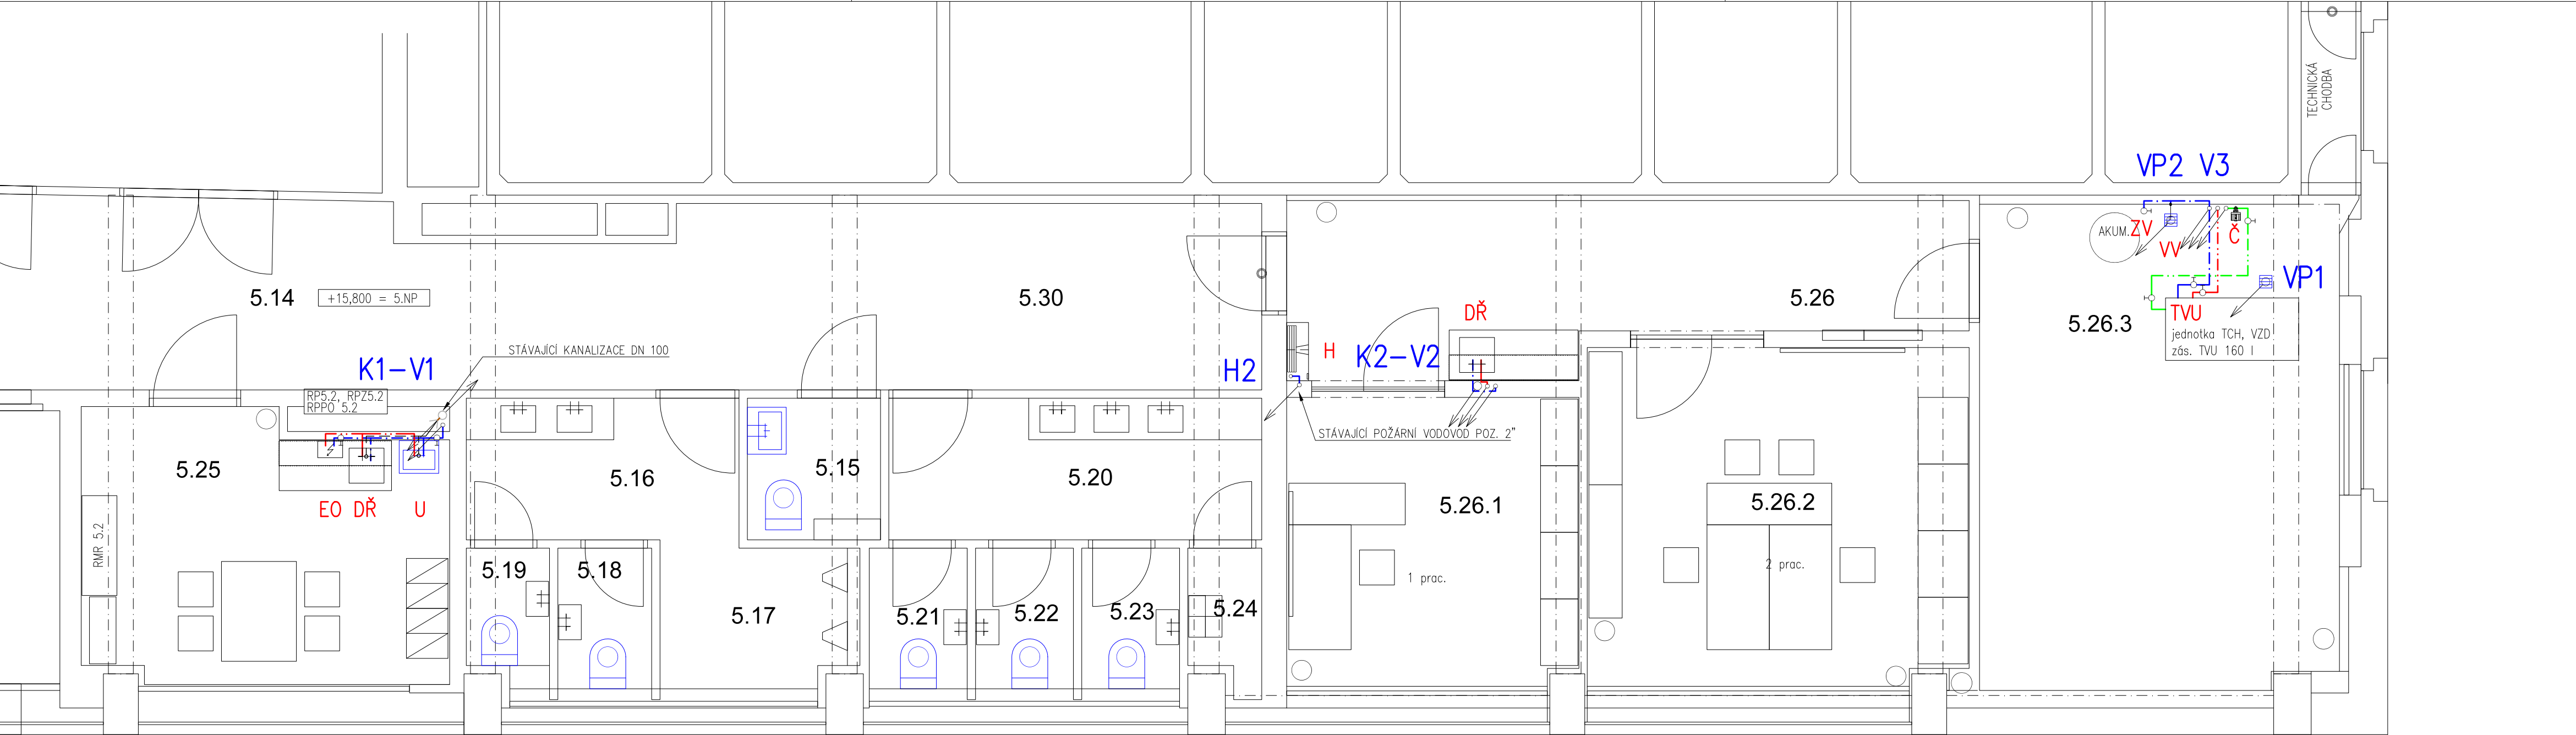 TECHNICKÁ
CHODBA
VP2 V3
AKUM.
ZV
VV
Č
5.14
+15,800 = 5.NP
5.30
5.26
5.26.3
VP1
TVU
jednotka TCH, VZD
zás. TVU 160 l
DŘ
STÁVAJÍCÍ KANALIZACE DN 100
K1-V1
H2
H
K2-V2
RP5.2, RPZ5.2
RPPO 5.2
STÁVAJÍCÍ POŽÁRNÍ VODOVOD POZ. 2"
5.25
5.16
5.15
5.20
5.26.1
5.26.2
EO DŘ U
RMR 5.2
5.19
5.18
1 prac.
2 prac.
5.17
5.21
5.22
5.23
5.24